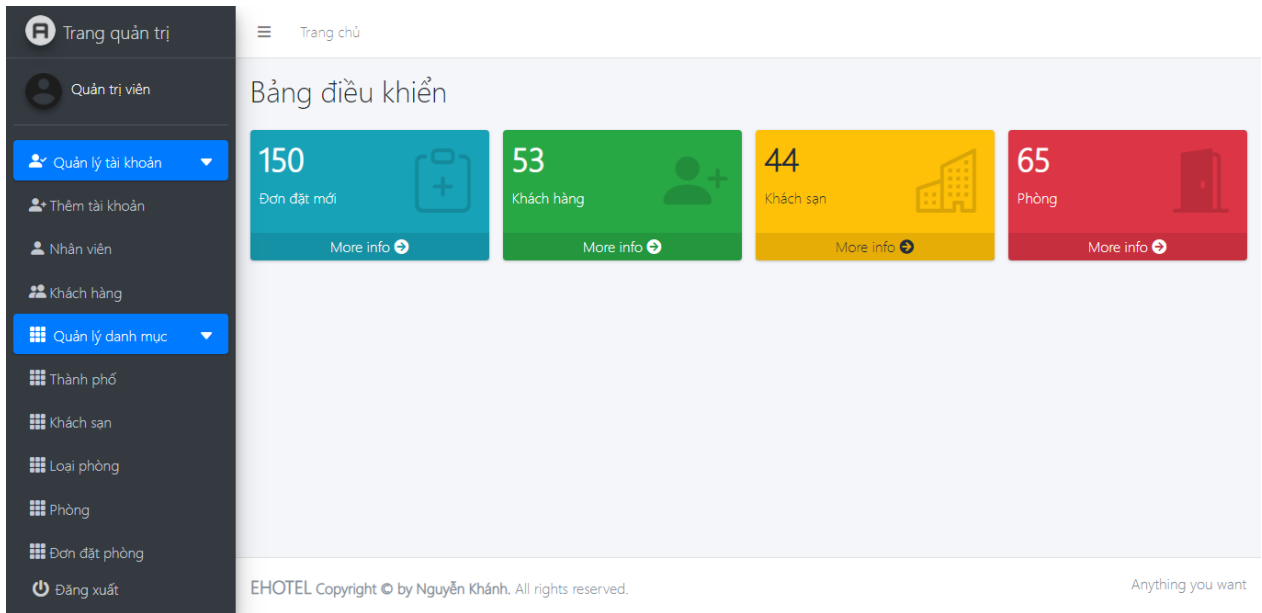 Trang quản trị
Quản trị viên
Quản lý tài khoản
Thêm tài khoản
Nhân viên
Khách hàng
Quản lý danh mục
Thành phố
Khách sạn
Loại phòng
Phòng
Đơn đặt phòng
Đăng xuất
Trang chủ
Bảng điều khiển
150
Đơn đặt mới
More info
53
Khách hàng
More info
44
Khách sạn
More info
65
Phòng
More info
EHOTEL Copyright © by Nguyễn Khánh. All rights reserved.
Anything you want